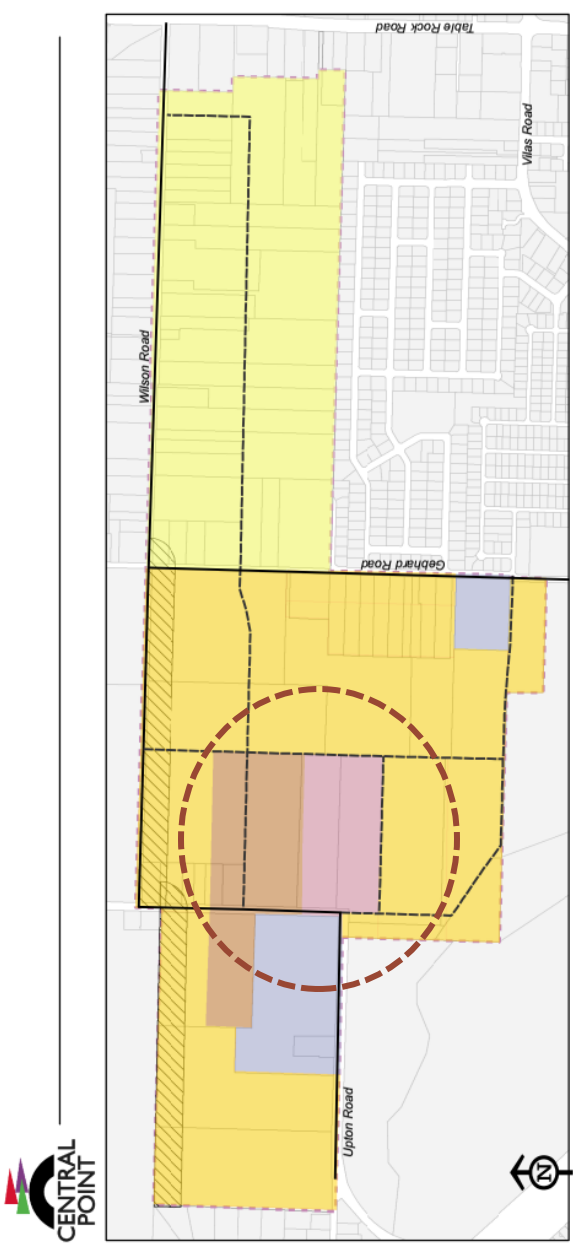 Table Rock Road
Vilas Road
Wilson Road
Gebhard Road
Upton Road
N
CENTRAL
POINT